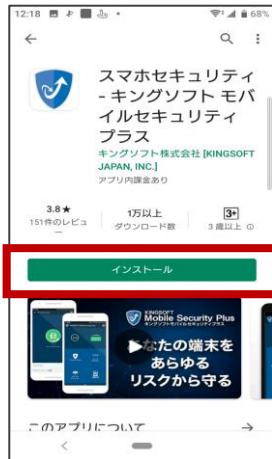 12:18
68%
スマホセキュリティ
- キングソフト モバ
イルセキュリティ
プラス
キングソフト株式会社 [KINGSOFT
JAPAN, INC.]
アプリ内課金あり
3.8★
151件のレビュ
ー
1万以上
ダウンロード数
3+
3 歳以上
インストール
KINGSOFT
Mobile Security Plus
キングソフトモバイルセキュリティプラス
あなたの端末を
あらゆる
リスクから守る
このアプリについて